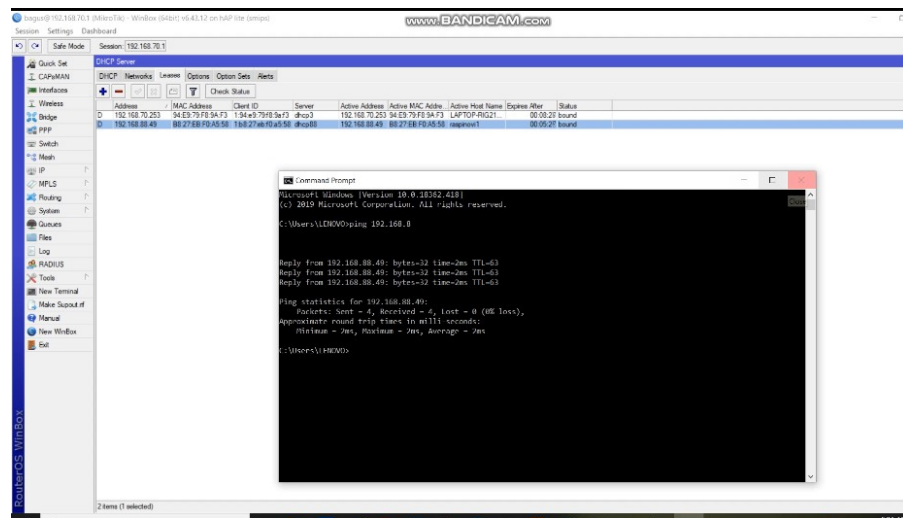 bagus@192.168.70.1 (MikroTik) - WinBox (64bit) v6.42.12 on hAP lite (smips)
www.BANDICAM.com
Session Settings Dashboard
Safe Mode Session: 192.168.70.1
Quick Set
CAPsMAN
Interfaces
Wireless
Bridge
PPP
Switch
Mesh
IP
MPLS
Routing
System
Queues
Files
Log
RADIUS
Tools
New Terminal
Make Supout.rif
Manual
New WinBox
Exit
RouterOS WinBox
DHCP Server
DHCP Networks Leases Options Option Sets Alerts
Check Status
Address MAC Address Client ID Server Active Address Active MAC Addre... Active Host Name Expires After Status
D 192.168.70.253 94:E9:79:F8:9A:F3 1:94:e9:79:f8:9a:f3 dhcp3 192.168.70.253 94:E9:79:F8:9A:F3 LAPTOP-RIG21... bound
D 192.168.88.49 B8:27:EB:F0:A5:58 1:b8:27:eb:f0:a5:58 dhcp88 192.168.88.49 B8:27:EB:F0:A5:58 bound
2 items (1 selected)
Command Prompt
Close
Microsoft Windows [Version 10.0.18362.418]
(c) 2019 Microsoft Corporation. All rights reserved.
C:\Users\LENOVO>ping 192.168.8
Reply from 192.168.88.49: bytes=32 time=2ms TTL=63
Reply from 192.168.88.49: bytes=32 time=2ms TTL=63
Reply from 192.168.88.49: bytes=32 time=2ms TTL=63
Ping statistics for 192.168.88.49:
Packets: Sent = 4, Received = 4, Lost = 0 (0% loss),
Approximate round trip times in milli-seconds:
Minimum = 2ms, Maximum = 2ms, Average = 2ms
C:\Users\LENOVO>